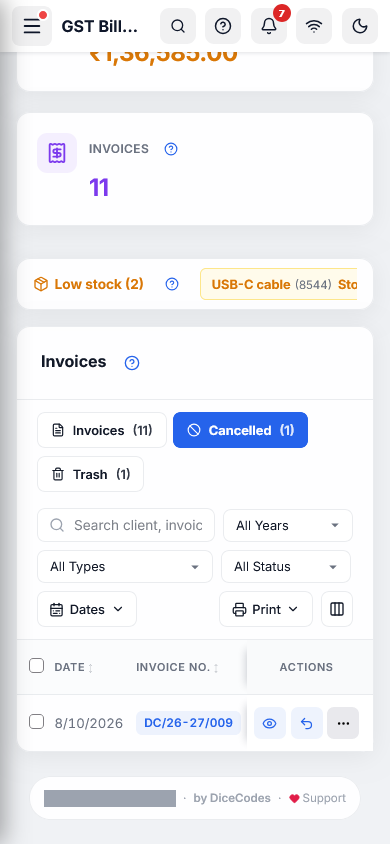 GST Bill...
7
₹1,36,585.00
INVOICES
11
Low stock (2)
USB-C cable (8544) Sto
Invoices
Invoices (11)
Cancelled (1)
Trash (1)
Search client, invoic
All Years
All Types
All Status
Dates
Print
DATE
INVOICE NO.
ACTIONS
8/10/2026
DC/26-27/009
· by DiceCodes · Support